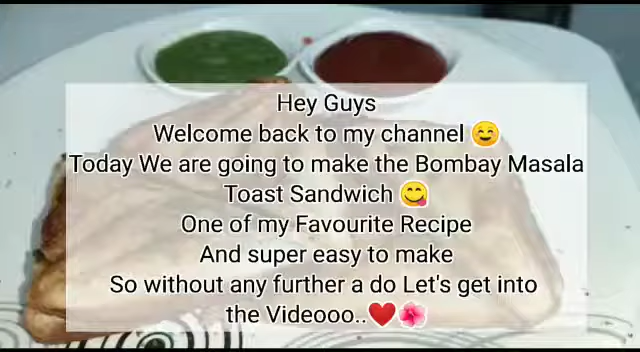 Hey Guys
Welcome back to my channel 😊
Today We are going to make the Bombay Masala
Toast Sandwich 😋
One of my Favourite Recipe
And super easy to make
So without any further a do Let's get into
the Videooo..❤️🌺